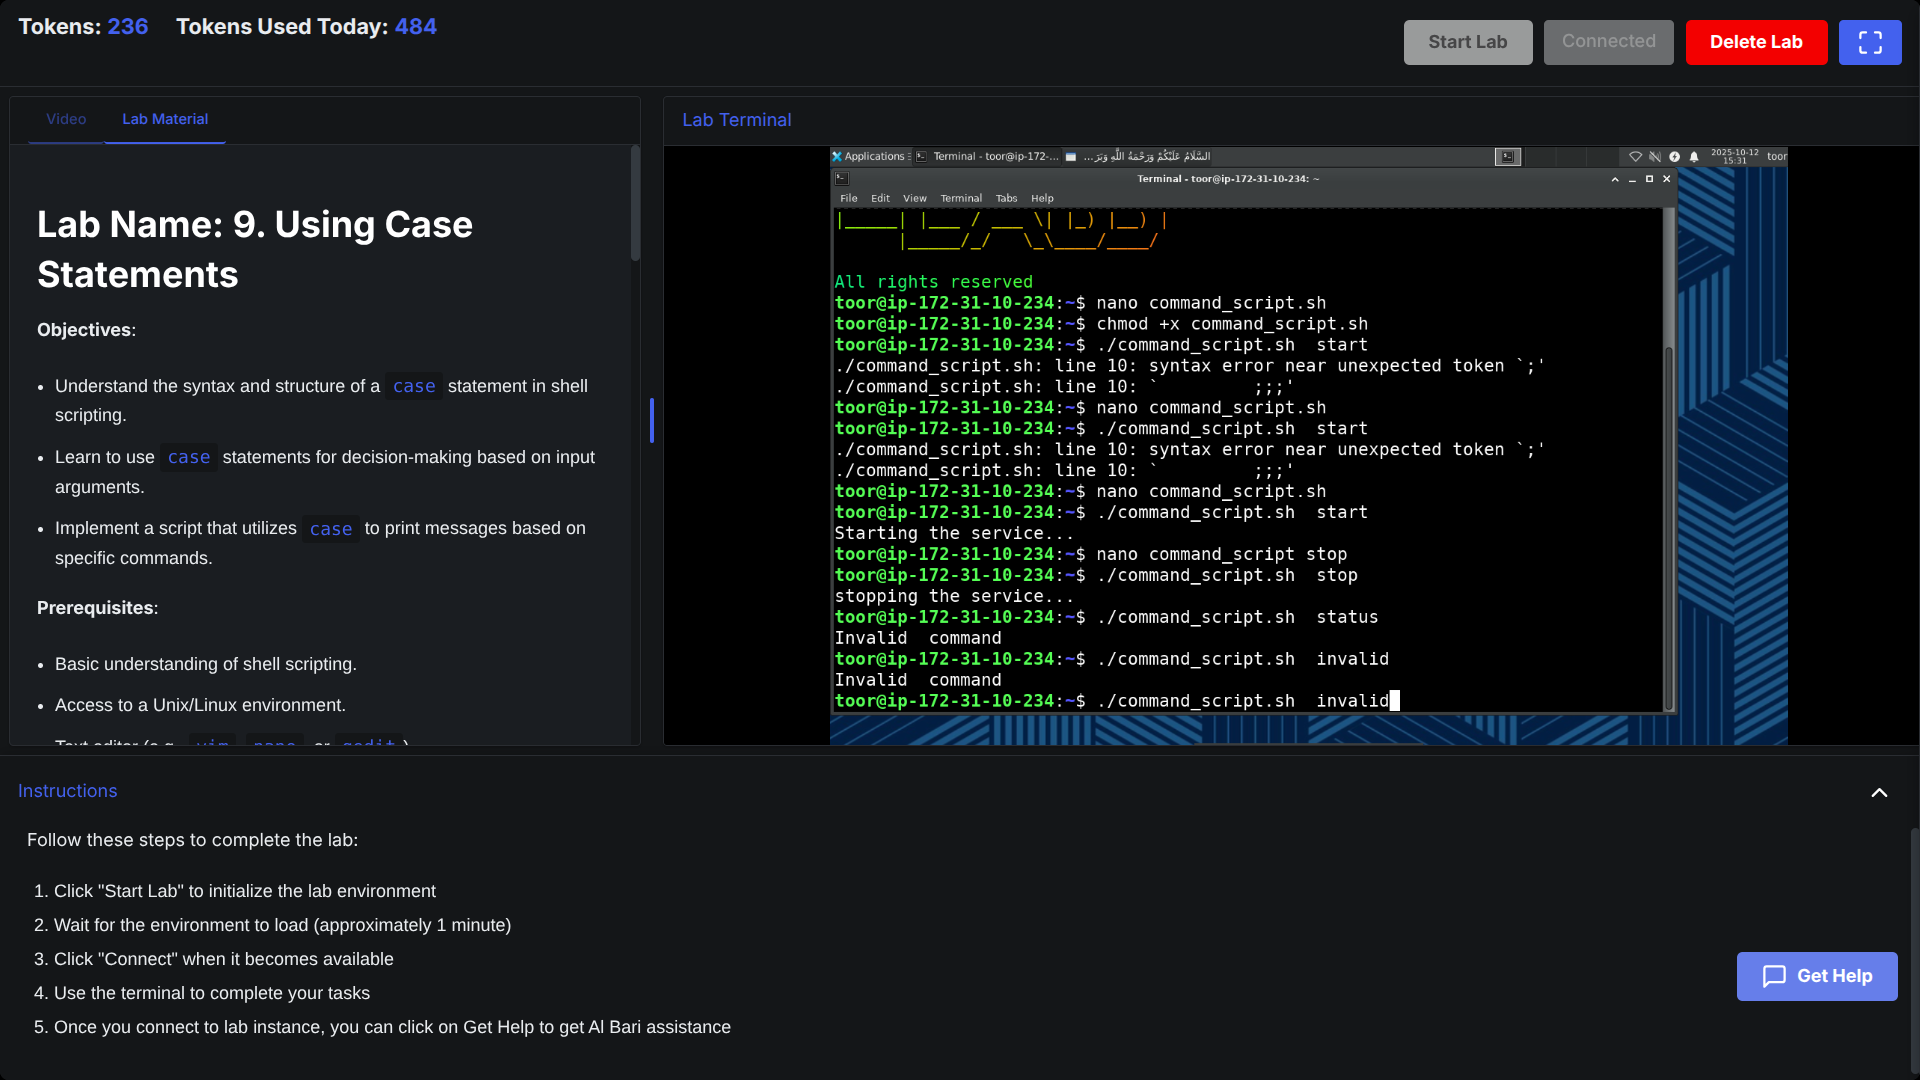 Tokens: 236 Tokens Used Today: 484
Start Lab
Connected
Delete Lab
Video
Lab Material
Lab Name: 9. Using Case
Statements
Objectives:
• Understand the syntax and structure of a case statement in shell
scripting.
• Learn to use case statements for decision-making based on input
arguments.
• Implement a script that utilizes case to print messages based on
specific commands.
Prerequisites:
• Basic understanding of shell scripting.
• Access to a Unix/Linux environment.
Lab Terminal
Applications
Terminal - toor@ip-172-...
السَّلَامُ عَلَيْكُمْ وَرَحْمَةُ اللَّهِ وَبَرَ...
2025-10-12
15:31
toor
Terminal - toor@ip-172-31-10-234: ~
File Edit View Terminal Tabs Help
All rights reserved
toor@ip-172-31-10-234:~$ nano command_script.sh
toor@ip-172-31-10-234:~$ chmod +x command_script.sh
toor@ip-172-31-10-234:~$ ./command_script.sh  start
./command_script.sh: line 10: syntax error near unexpected token `;'
./command_script.sh: line 10: `         ;;;'
toor@ip-172-31-10-234:~$ nano command_script.sh
toor@ip-172-31-10-234:~$ ./command_script.sh  start
./command_script.sh: line 10: syntax error near unexpected token `;'
./command_script.sh: line 10: `         ;;;'
toor@ip-172-31-10-234:~$ nano command_script.sh
toor@ip-172-31-10-234:~$ ./command_script.sh  start
Starting the service...
toor@ip-172-31-10-234:~$ nano command_script stop
toor@ip-172-31-10-234:~$ ./command_script.sh  stop
stopping the service...
toor@ip-172-31-10-234:~$ ./command_script.sh  status
Invalid  command
toor@ip-172-31-10-234:~$ ./command_script.sh  invalid
Invalid  command
toor@ip-172-31-10-234:~$ ./command_script.sh  invalid
Instructions
Follow these steps to complete the lab:
1. Click "Start Lab" to initialize the lab environment
2. Wait for the environment to load (approximately 1 minute)
3. Click "Connect" when it becomes available
4. Use the terminal to complete your tasks
5. Once you connect to lab instance, you can click on Get Help to get Al Bari assistance
Get Help